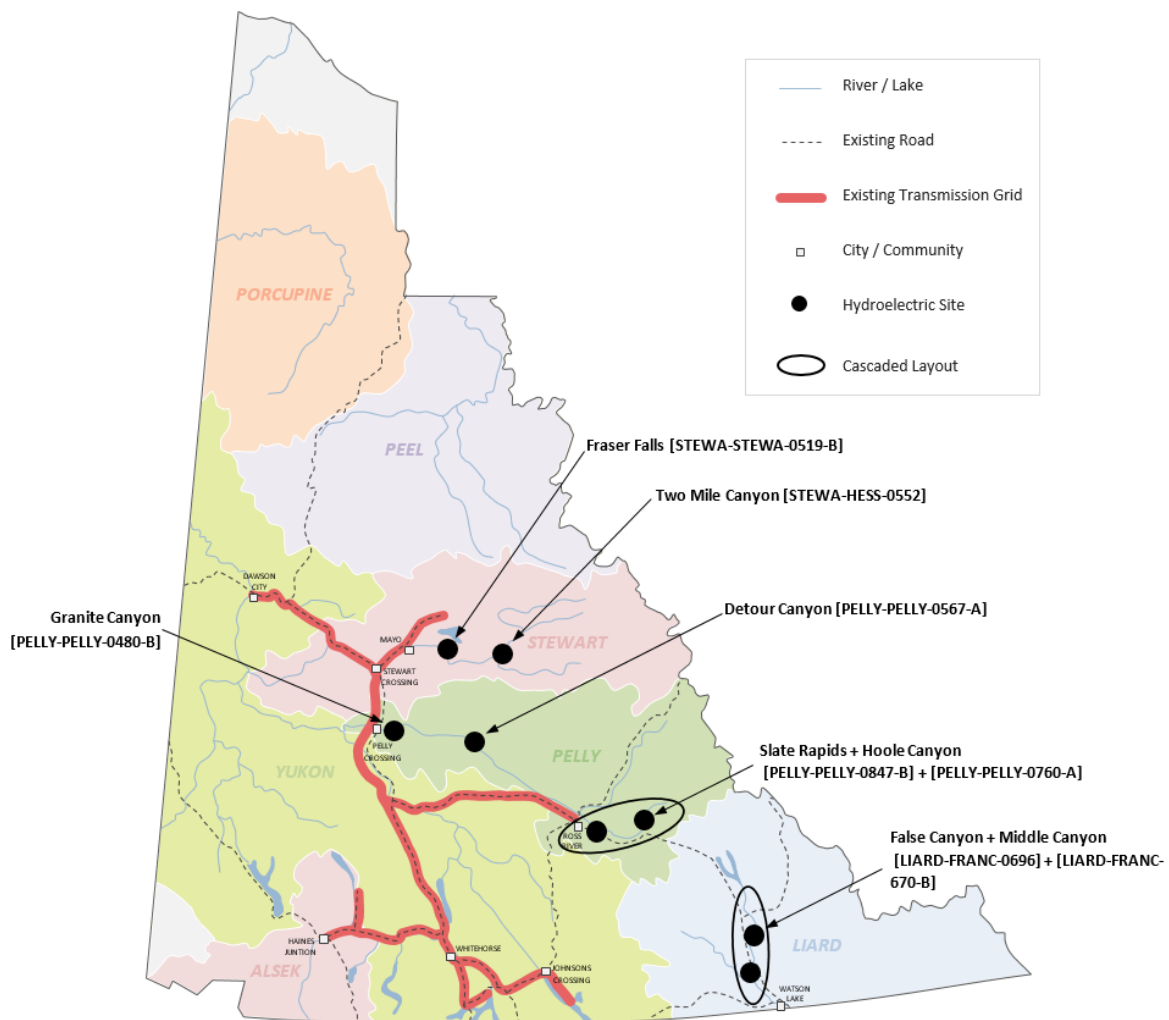 River / Lake
Existing Road
Existing Transmission Grid
City / Community
Hydroelectric Site
Cascaded Layout
PORCUPINE
PEEL
Fraser Falls [STEWA-STEWA-0519-B]
Two Mile Canyon [STEWA-HESS-0552]
DAWSON
CITY
Granite Canyon
[PELLY-PELLY-0480-B]
Detour Canyon [PELLY-PELLY-0567-A]
MAYO
STEWART
STEWART
CROSSING
PELLY
CROSSING
YUKON
PELLY
Slate Rapids + Hoole Canyon
[PELLY-PELLY-0847-B] + [PELLY-PELLY-0760-A]
ROSS
RIVER
False Canyon + Middle Canyon
[LIARD-FRANC-0696] + [LIARD-FRANC-
670-B]
HAINES
JUNTION
WHITEHORSE
LIARD
ALSEK
JOHNSONS
CROSSING
WATSON
LAKE